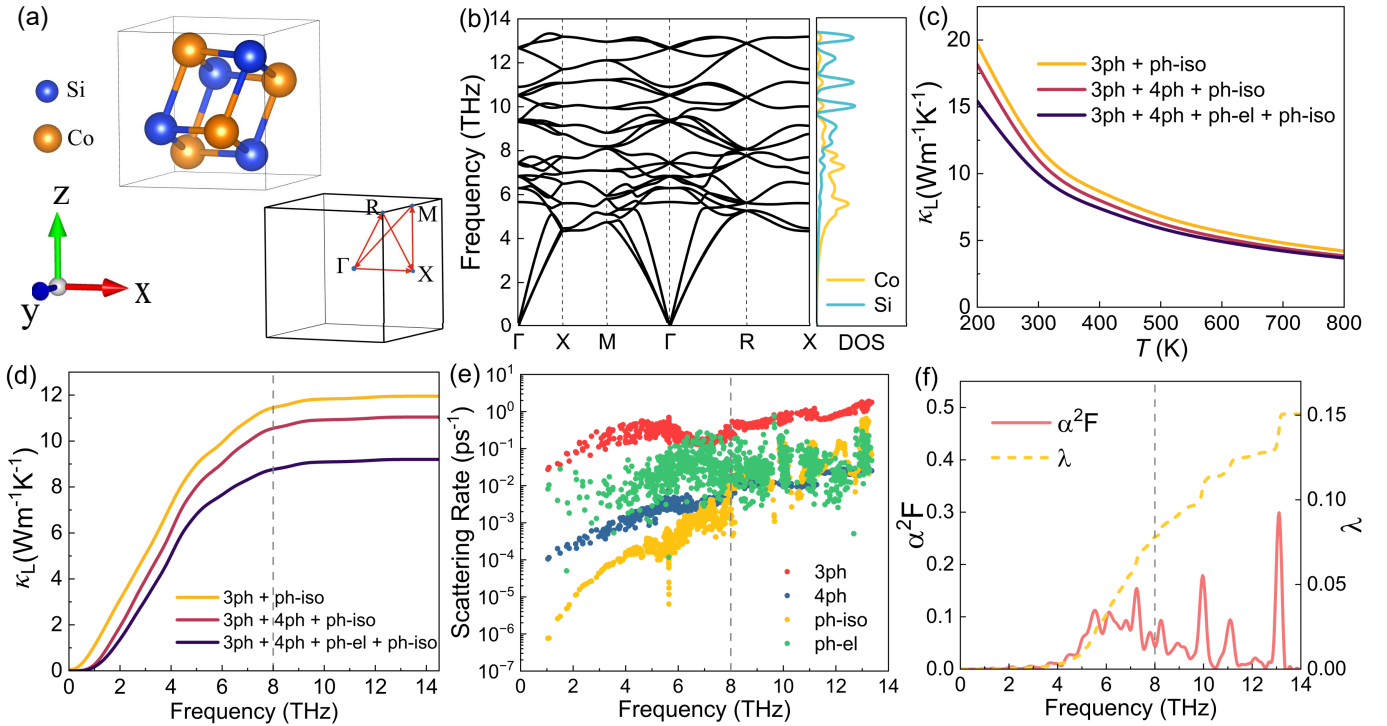 (a)
Si
Co
z
x
y
R
M
Γ
X
(b)
Frequency (THz)
14
12
10
8
6
4
2
0
Γ
X
M
Γ
R
X
DOS
Co
Si
(c)
κL(Wm-1K-1)
20
15
10
5
0
3ph + ph-iso
3ph + 4ph + ph-iso
3ph + 4ph + ph-el + ph-iso
200
300
400
500
600
700
800
T (K)
(d)
κL(Wm-1K-1)
12
11
10
9
8
7
6
5
4
3
2
1
0
3ph + ph-iso
3ph + 4ph + ph-iso
3ph + 4ph + ph-el + ph-iso
0
2
4
6
8
10
12
14
Frequency (THz)
(e)
Scattering Rate (ps-1)
10^1
10^0
10^-1
10^-2
10^-3
10^-4
10^-5
10^-6
10^-7
3ph
4ph
ph-iso
ph-el
0
2
4
6
8
10
12
14
Frequency (THz)
(f)
α2F
0.5
0.4
0.3
0.2
0.1
0.0
α2F
λ
0.15
0.10
0.05
0.00
λ
0
2
4
6
8
10
12
14
Frequency (THz)